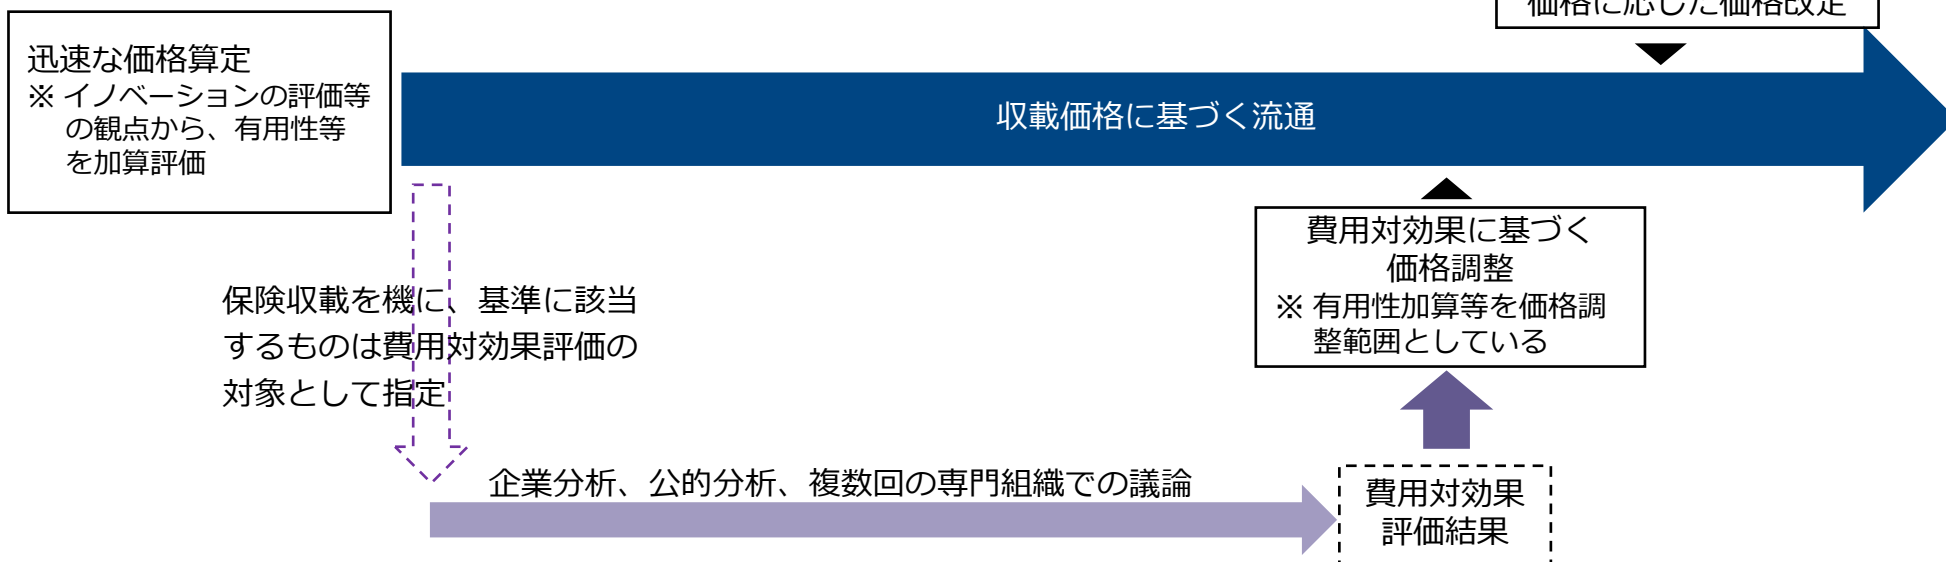 価格に応じた価格改定
迅速な価格算定
※ イノベーションの評価等
の観点から、有用性等
を加算評価
収載価格に基づく流通
費用対効果に基づく
価格調整
※ 有用性加算等を価格調
整範囲としている
保険収載を機に、基準に該当
するものは費用対効果評価の
対象として指定
企業分析、公的分析、複数回の専門組織での議論
費用対効果
評価結果